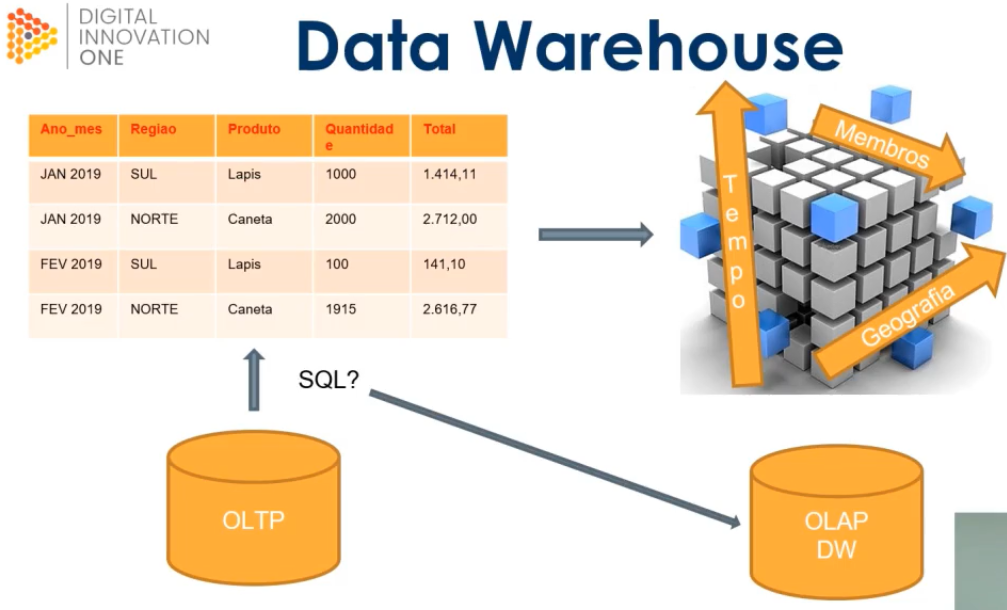 DIGITAL
INNOVATION
ONE
Data Warehouse
Ano_mes Regiao Produto Quantidad
e Total
JAN 2019 SUL Lapis 1000 1.414,11
JAN 2019 NORTE Caneta 2000 2.712,00
FEV 2019 SUL Lapis 100 141,10
FEV 2019 NORTE Caneta 1915 2.616,77
Tempo
Membros
Geografia
SQL?
OLTP
OLAP
DW